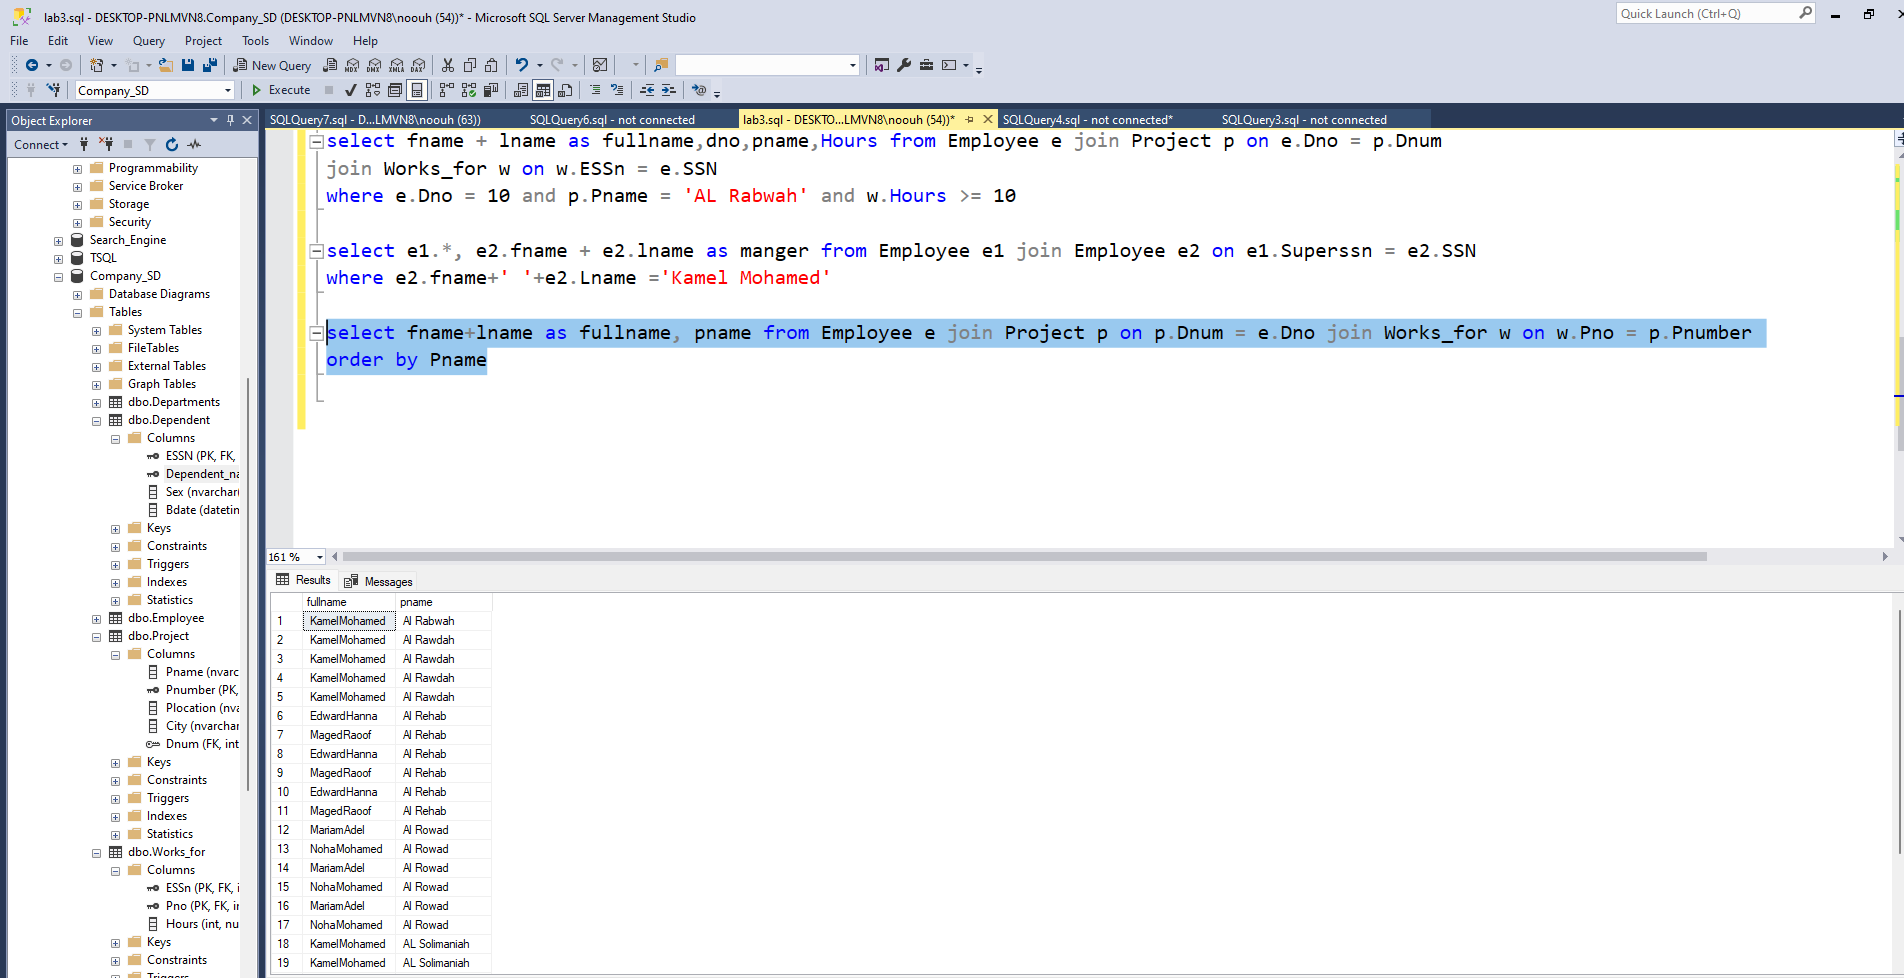 lab3.sql - DESKTOP-PNLMVN8.Company_SD (DESKTOP-PNLMVN8\noouh (54))* - Microsoft SQL Server Management Studio
Quick Launch (Ctrl+Q)
File Edit View Query Project Tools Window Help
New Query MDX DMX XMLA DAX
Company_SD Execute
Object Explorer
SQLQuery7.sql - D...LMVN8\noouh (63)) SQLQuery6.sql - not connected lab3.sql - DESKTO...LMVN8\noouh (54))* SQLQuery4.sql - not connected* SQLQuery3.sql - not connected
Connect
Programmability
Service Broker
Storage
Security
Search_Engine
TSQL
Company_SD
Database Diagrams
Tables
System Tables
FileTables
External Tables
Graph Tables
dbo.Departments
dbo.Dependent
Columns
ESSN (PK, FK,
Dependent_na
Sex (nvarchar(
Bdate (datetin
Keys
Constraints
Triggers
Indexes
Statistics
dbo.Employee
dbo.Project
Columns
Pname (nvarc
Pnumber (PK,
Plocation (nva
City (nvarchar
Dnum (FK, int
Keys
Constraints
Triggers
Indexes
Statistics
dbo.Works_for
Columns
ESSn (PK, FK, i
Pno (PK, FK, in
Hours (int, nu
Keys
Constraints
Triggers
select fname + lname as fullname,dno,pname,Hours from Employee e join Project p on e.Dno = p.Dnum
join Works_for w on w.ESSn = e.SSN
where e.Dno = 10 and p.Pname = 'AL Rabwah' and w.Hours >= 10
select e1.*, e2.fname + e2.lname as manger from Employee e1 join Employee e2 on e1.Superssn = e2.SSN
where e2.fname+' '+e2.Lname ='Kamel Mohamed'
select fname+lname as fullname, pname from Employee e join Project p on p.Dnum = e.Dno join Works_for w on w.Pno = p.Pnumber
order by Pname
161 %
Results Messages
fullname pname
1 KamelMohamed Al Rabwah
2 KamelMohamed Al Rawdah
3 KamelMohamed Al Rawdah
4 KamelMohamed Al Rawdah
5 KamelMohamed Al Rawdah
6 EdwardHanna Al Rehab
7 MagedRaoof Al Rehab
8 EdwardHanna Al Rehab
9 MagedRaoof Al Rehab
10 EdwardHanna Al Rehab
11 MagedRaoof Al Rehab
12 MariamAdel Al Rowad
13 NohaMohamed Al Rowad
14 MariamAdel Al Rowad
15 NohaMohamed Al Rowad
16 MariamAdel Al Rowad
17 NohaMohamed Al Rowad
18 KamelMohamed AL Solimaniah
19 KamelMohamed AL Solimaniah